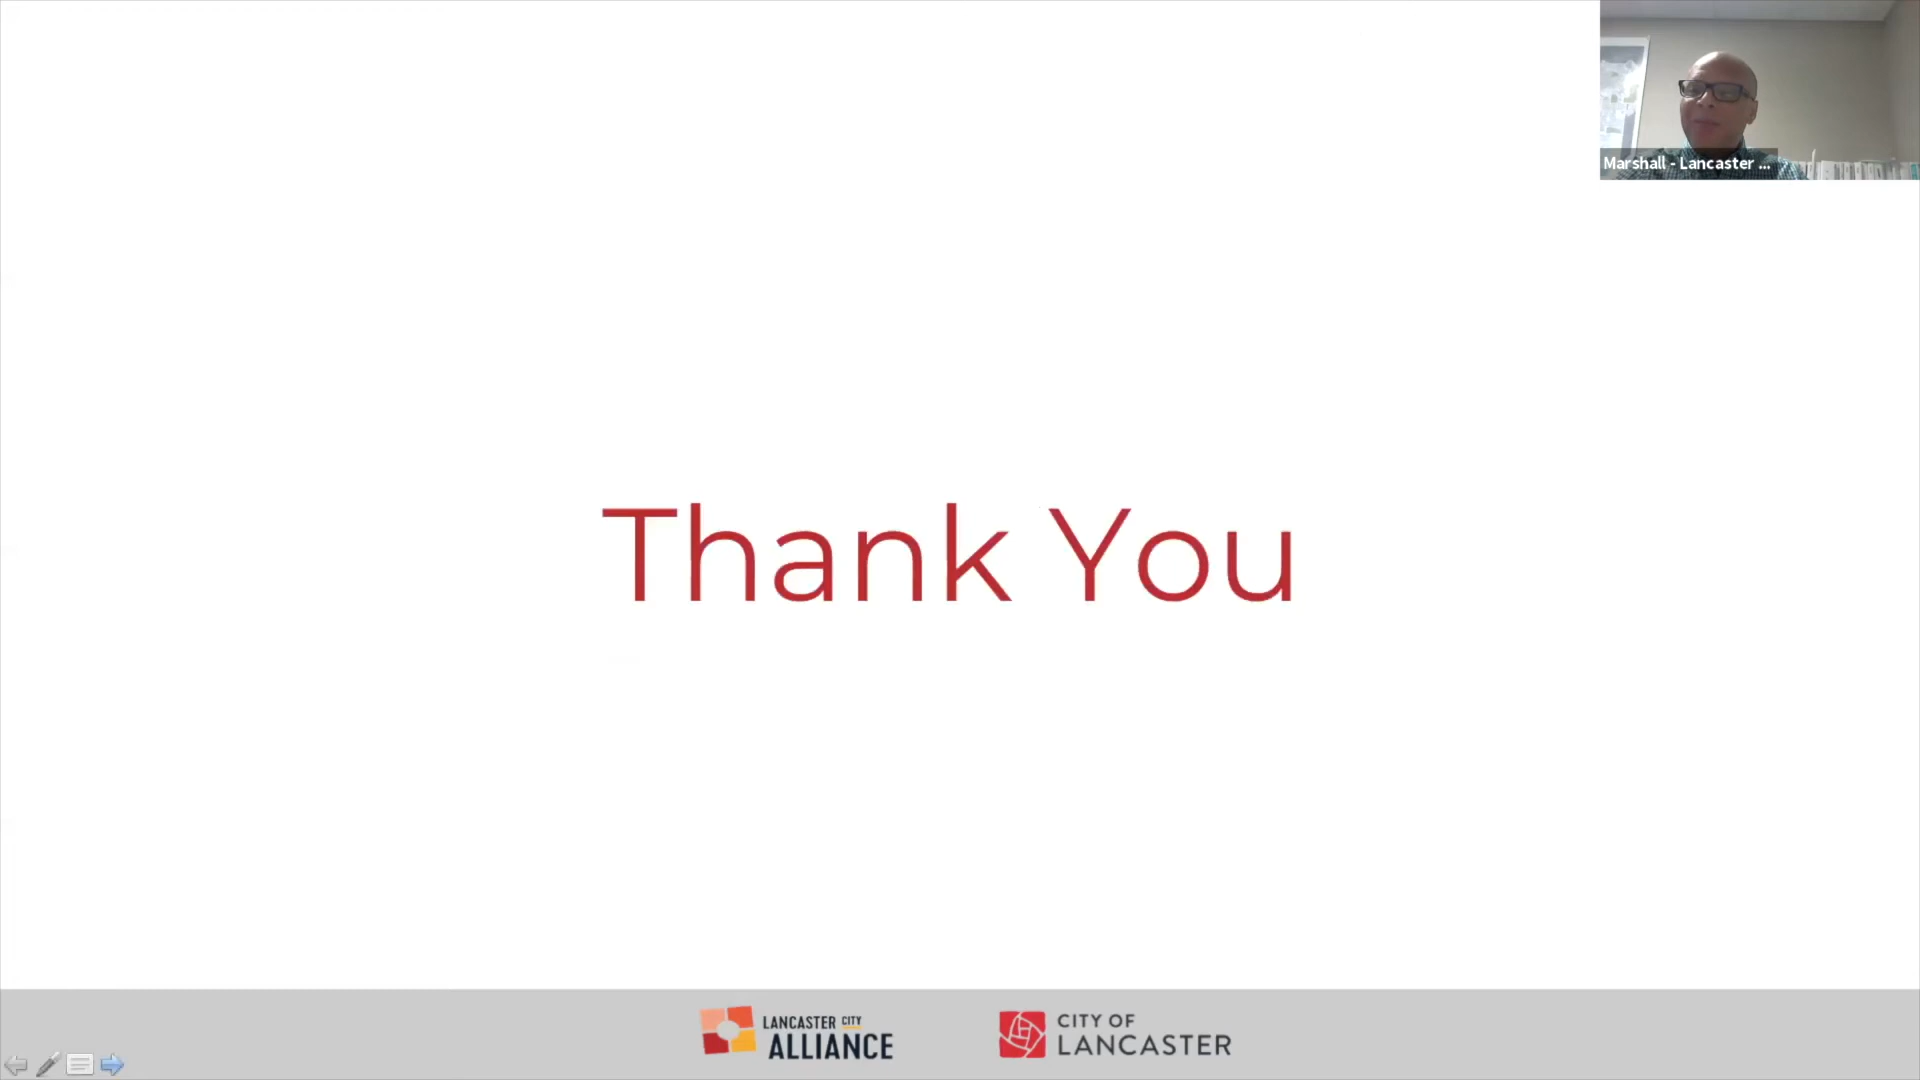 Marshall - Lancaster ...
Thank You
LANCASTER CITY
ALLIANCE
CITY OF
LANCASTER